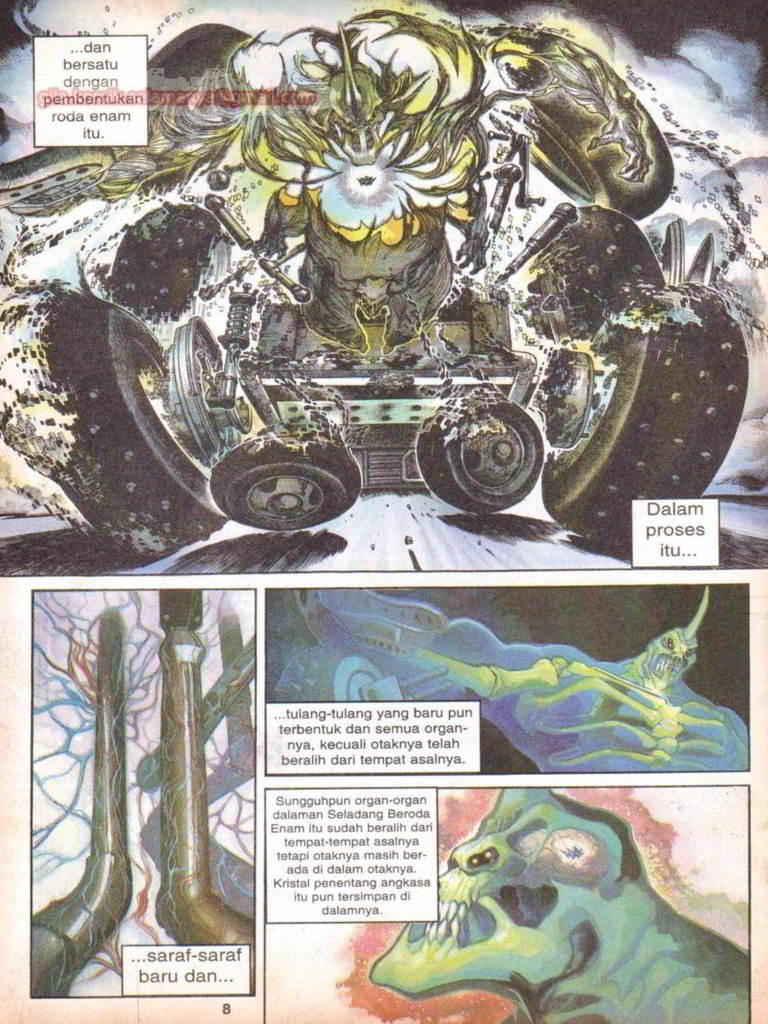 ...dan
bersatu
dengan
pembentukan
roda enam
itu.
Dalam
proses
itu...
...saraf-saraf
baru dan...
...tulang-tulang yang baru pun
terbentuk dan semua organ-
nya, kecuali otaknya telah
beralih dari tempat asalnya.
Sungguhpun organ-organ
dalaman Seladang Beroda
Enam itu sudah beralih dari
tempat-tempat asalnya
tetapi otaknya masih ber-
ada di dalam otaknya.
Kristal penentang angkasa
itu pun tersimpan di
dalamnya.
8